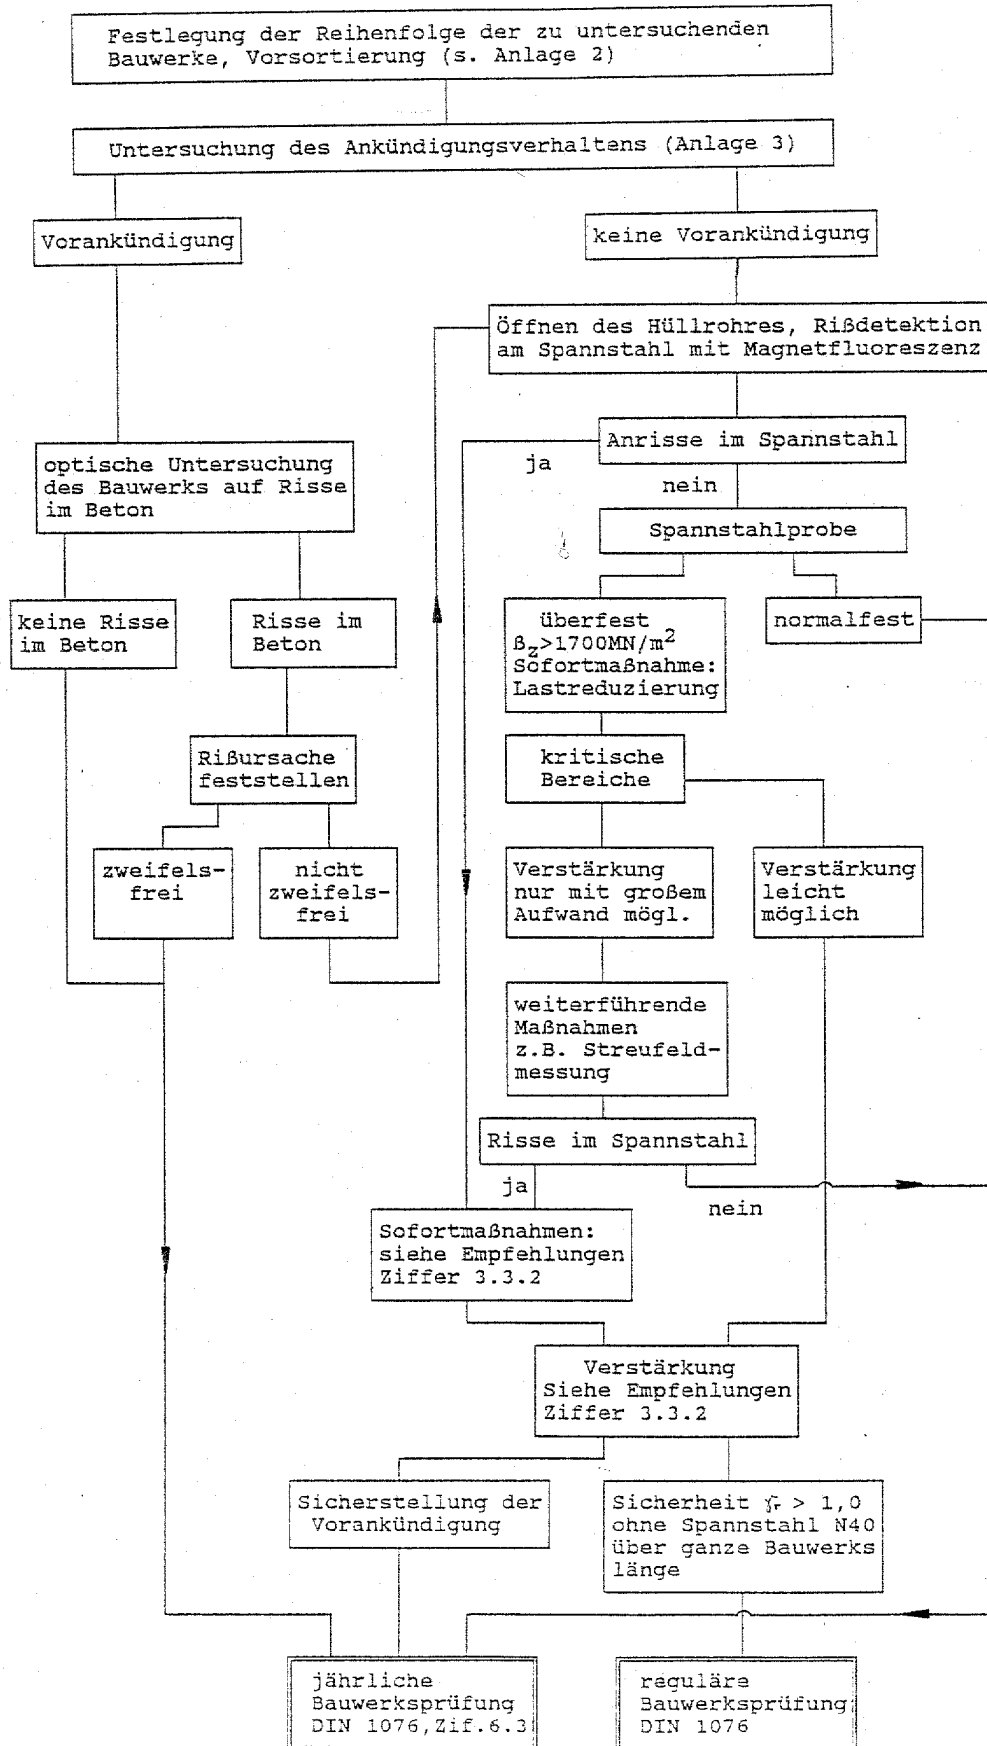 Festlegung der Reihenfolge der zu untersuchenden
Bauwerke, Vorsortierung (s. Anlage 2)
Untersuchung des Ankündigungsverhaltens (Anlage 3)
Vorankündigung
keine Vorankündigung
Öffnen des Hüllrohres, Rißdetektion
am Spannstahl mit Magnetfluoreszenz
Anrisse im Spannstahl
ja
nein
optische Untersuchung
des Bauwerks auf Risse
im Beton
Spannstahlprobe
keine Risse
im Beton
Risse im
Beton
überfest
ß_z>1700MN/m²
Sofortmaßnahme:
Lastreduzierung
normalfest
Rißursache
feststellen
kritische
Bereiche
zweifels-
frei
nicht
zweifels-
frei
Verstärkung
nur mit großem
Aufwand mögl.
Verstärkung
leicht
möglich
weiterführende
Maßnahmen
z.B. Streufeld-
messung
Risse im Spannstahl
ja
nein
Sofortmaßnahmen:
siehe Empfehlungen
Ziffer 3.3.2
Verstärkung
Siehe Empfehlungen
Ziffer 3.3.2
Sicherstellung der
Vorankündigung
Sicherheit > 1,0
ohne Spannstahl N40
über ganze Bauwerks
länge
jährliche
Bauwerksprüfung
DIN 1076,Zif.6.3
reguläre
Bauwerksprüfung
DIN 1076